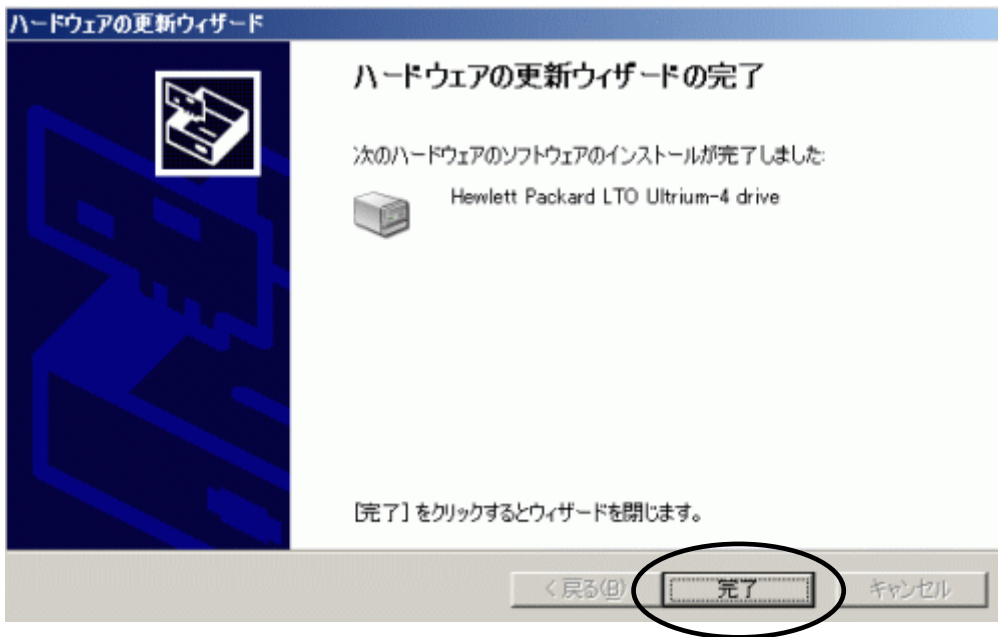 ハードウェアの更新ウィザード
ハードウェアの更新ウィザードの完了
次のハードウェアのソフトウェアのインストールが完了しました:
Hewlett Packard LTO Ultrium-4 drive
[完了] をクリックするとウィザードを閉じます。
< 戻る(B)
完了
キャンセル